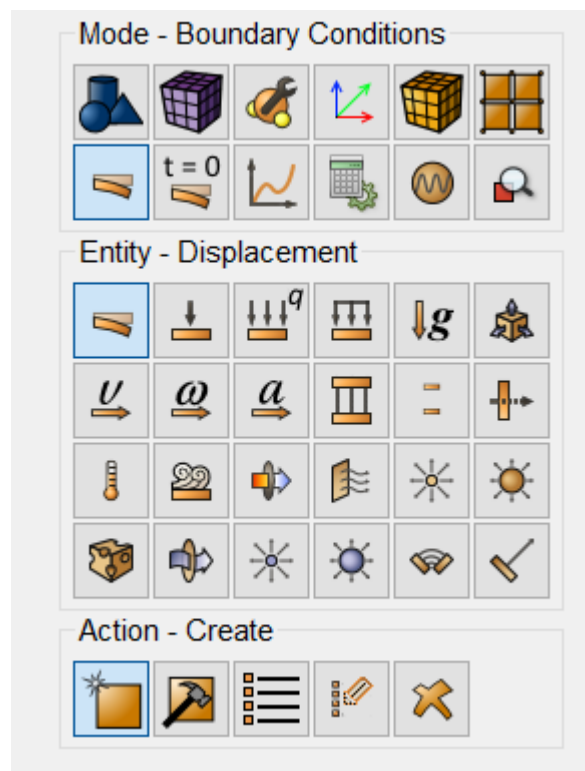 Mode - Boundary Conditions
t = 0
Entity - Displacement
q
g
v ω a
Action - Create